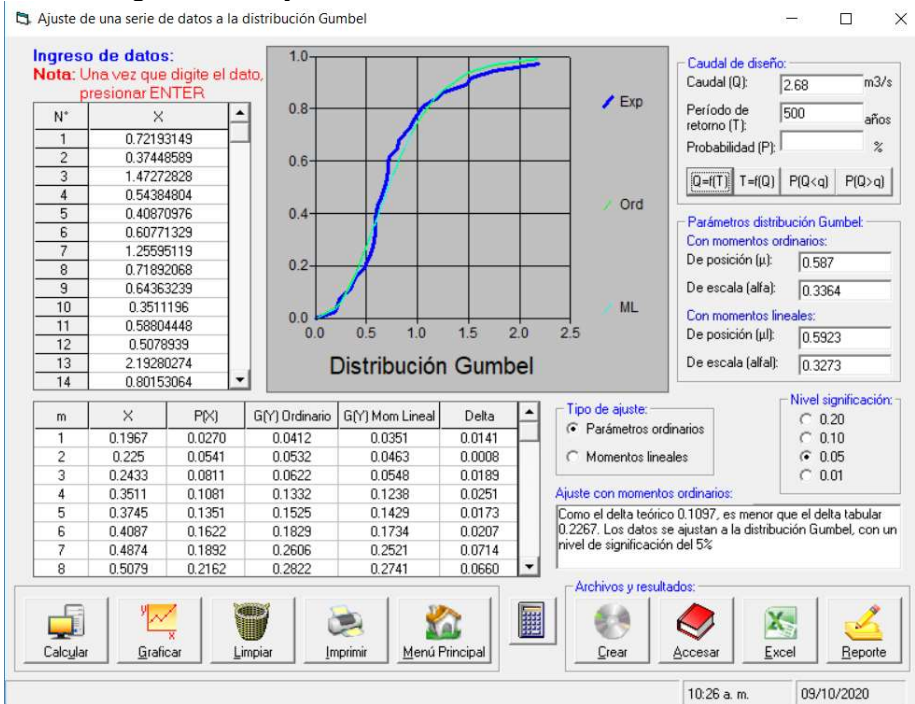 Ajuste de una serie de datos a la distribución Gumbel
Ingreso de datos:
Nota: Una vez que digite el dato,
presionar ENTER
N° X
1 0.72193149
2 0.37448589
3 1.47272828
4 0.54384804
5 0.40870976
6 0.60771329
7 1.25595119
8 0.71892068
9 0.64363239
10 0.3511196
11 0.58804448
12 0.5078939
13 2.19280274
14 0.80153064
1.0
0.8
0.6
0.4
0.2
0.0
0.0 0.5 1.0 1.5 2.0 2.5
Exp
Ord
ML
Distribución Gumbel
Caudal de diseño:
Caudal (Q): 2.68 m3/s
Período de
retorno (T): 500 años
Probabilidad (P): %
Q=f(T) T=f(Q) P(Q<q) P(Q>q)
Parámetros distribución Gumbel:
Con momentos ordinarios:
De posición (µ): 0.587
De escala (alfa): 0.3364
Con momentos lineales:
De posición (µl): 0.5923
De escala (alfal): 0.3273
m X P(X) G(Y) Ordinario G(Y) Mom Lineal Delta
1 0.1967 0.0270 0.0412 0.0351 0.0141
2 0.225 0.0541 0.0532 0.0463 0.0008
3 0.2433 0.0811 0.0622 0.0548 0.0189
4 0.3511 0.1081 0.1332 0.1238 0.0251
5 0.3745 0.1351 0.1525 0.1429 0.0173
6 0.4087 0.1622 0.1829 0.1734 0.0207
7 0.4874 0.1892 0.2606 0.2521 0.0714
8 0.5079 0.2162 0.2822 0.2741 0.0660
Tipo de ajuste:
Parámetros ordinarios
Momentos lineales
Nivel significación:
0.20
0.10
0.05
0.01
Ajuste con momentos ordinarios:
Como el delta teórico 0.1097, es menor que el delta tabular
0.2267. Los datos se ajustan a la distribución Gumbel, con un
nivel de significación del 5%
Calcular Graficar Limpiar Imprimir Menú Principal
Archivos y resultados:
Crear Accesar Excel Reporte
10:26 a. m. 09/10/2020